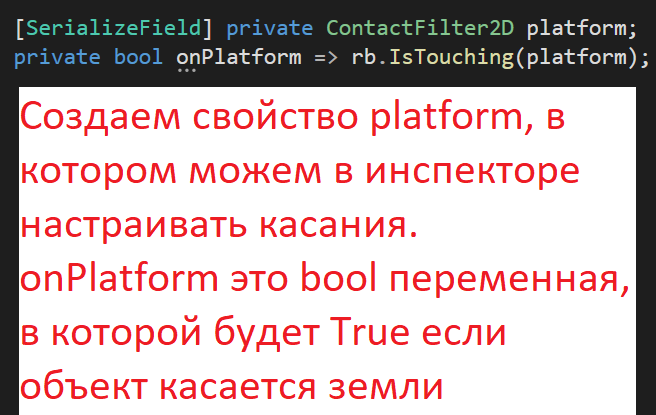 [SerializeField] private ContactFilter2D platform;
private bool onPlatform => rb.IsTouching(platform);
Создаем свойство platform, в
котором можем в инспекторе
настраивать касания.
onPlatform это bool переменная,
в которой будет True если
объект касается земли